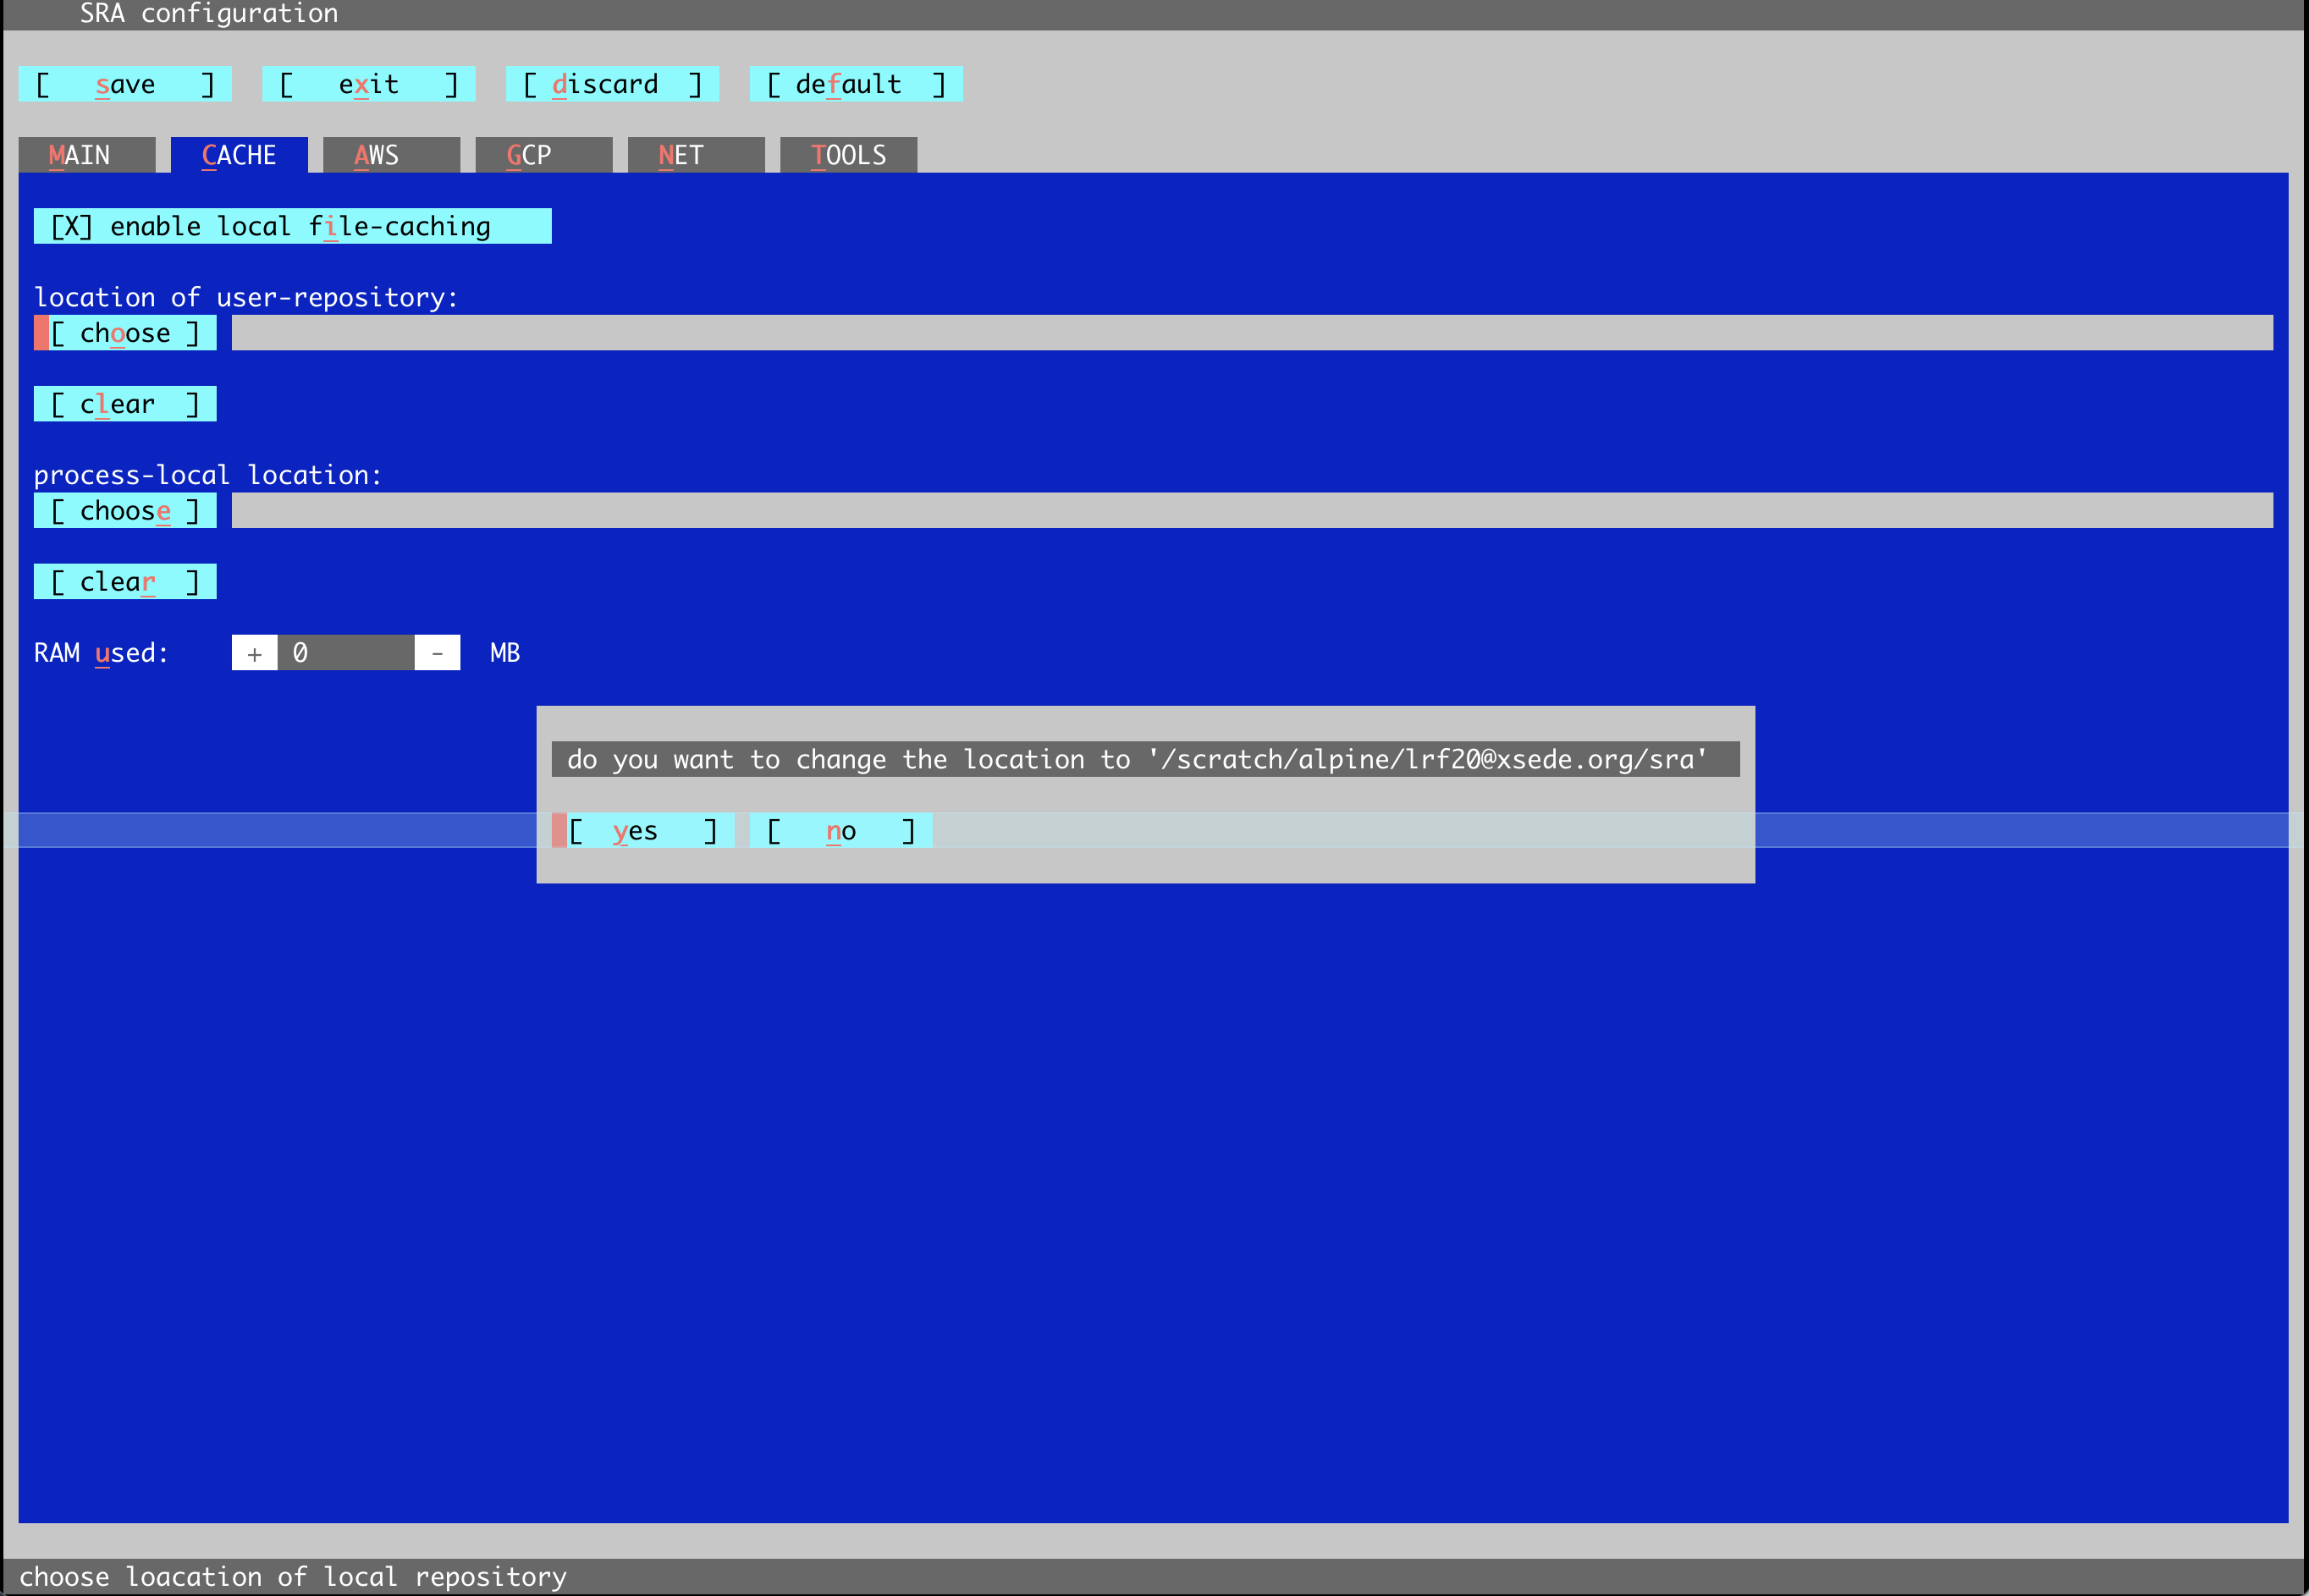 SRA configuration
[ save ] [ exit ] [ discard ] [ default ]
MAIN CACHE AWS GCP NET TOOLS
[X] enable local file-caching
location of user-repository:
[ choose ]
[ clear ]
process-local location:
[ choose ]
[ clear ]
RAM used: + 0 - MB
do you want to change the location to '/scratch/alpine/lrf20@xsede.org/sra'
[ yes ] [ no ]
choose loacation of local repository